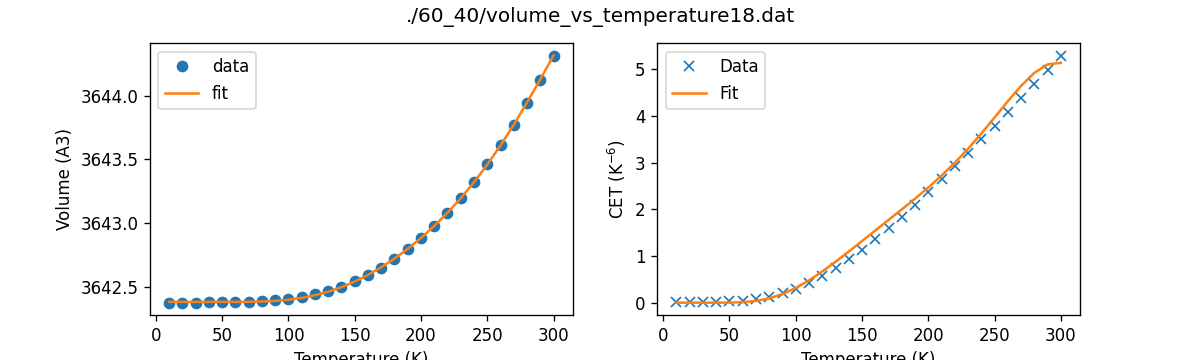 ./60_40/volume_vs_temperature18.dat
data
fit
Volume (A3)
3644.0
3643.5
3643.0
3642.5
0 50 100 150 200 250 300
Temperature (K)
Data
Fit
CET (K⁻⁶)
5
4
3
2
1
0
0 50 100 150 200 250 300
Temperature (K)